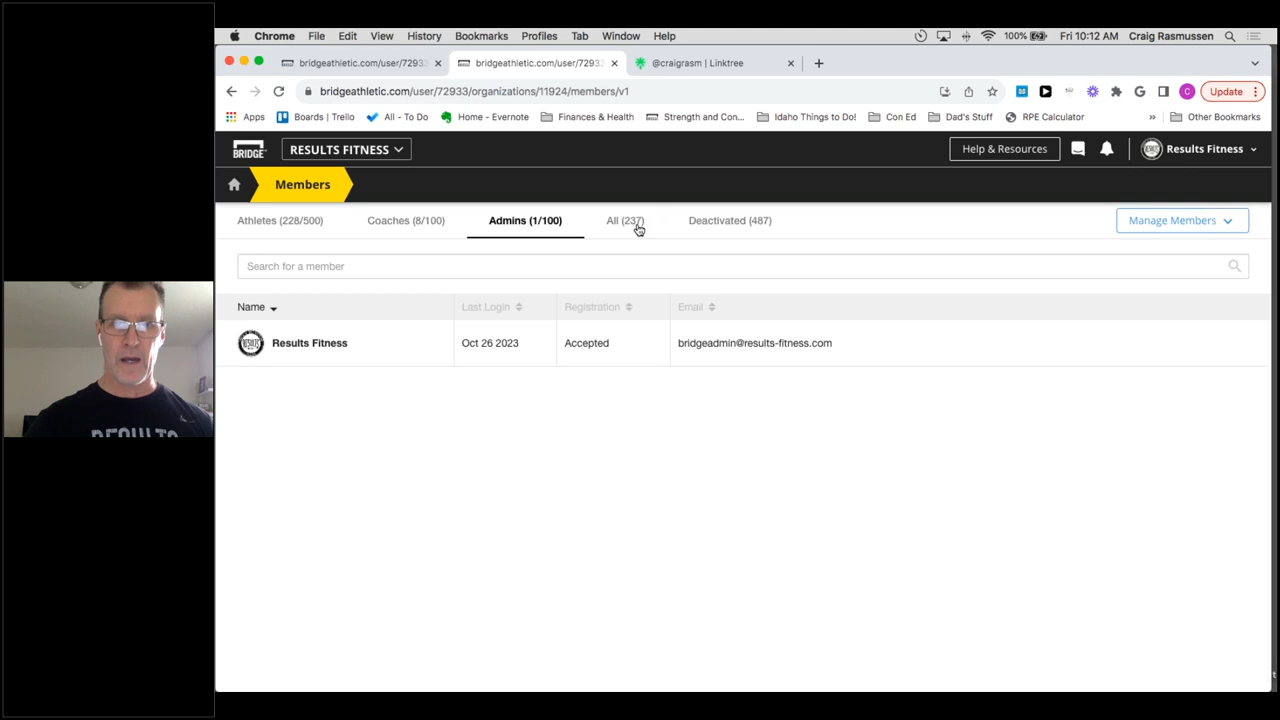 Chrome File Edit View History Bookmarks Profiles Tab Window Help 100% Fri 10:12 AM Craig Rasmussen
bridgeathletic.com/user/72933 bridgeathletic.com/user/72933 @craigrasm | Linktree
bridgeathletic.com/user/72933/organizations/11924/members/v1 Update
Apps Boards | Trello All - To Do Home - Evernote Finances & Health Strength and Con... Idaho Things to Do! Con Ed Dad's Stuff RPE Calculator » Other Bookmarks
BRIDGE RESULTS FITNESS Help & Resources Results Fitness
Members
Athletes (228/500) Coaches (8/100) Admins (1/100) All (237) Deactivated (487) Manage Members
Search for a member
Name Last Login Registration Email
Results Fitness Oct 26 2023 Accepted bridgeadmin@results-fitness.com
RESULTS